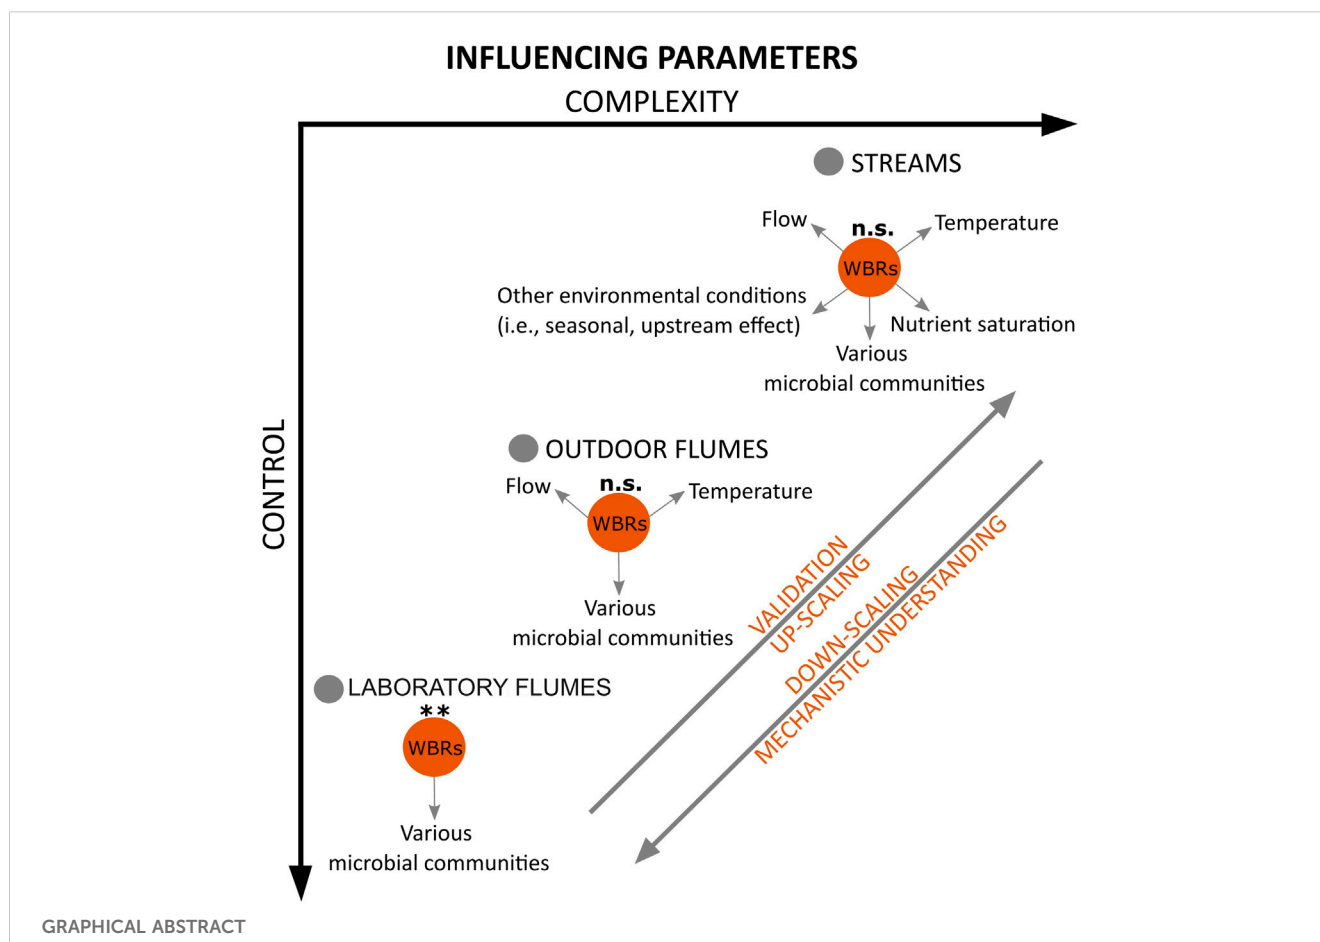 INFLUENCING PARAMETERS
COMPLEXITY
CONTROL
STREAMS
Flow
n.s.
Temperature
WBRs
Other environmental conditions
(i.e., seasonal, upstream effect)
Nutrient saturation
Various
microbial communities
OUTDOOR FLUMES
Flow
n.s.
Temperature
WBRs
Various
microbial communities
VALIDATION
UP-SCALING
DOWN-SCALING
MECHANISTIC UNDERSTANDING
LABORATORY FLUMES
**
WBRs
Various
microbial communities
GRAPHICAL ABSTRACT